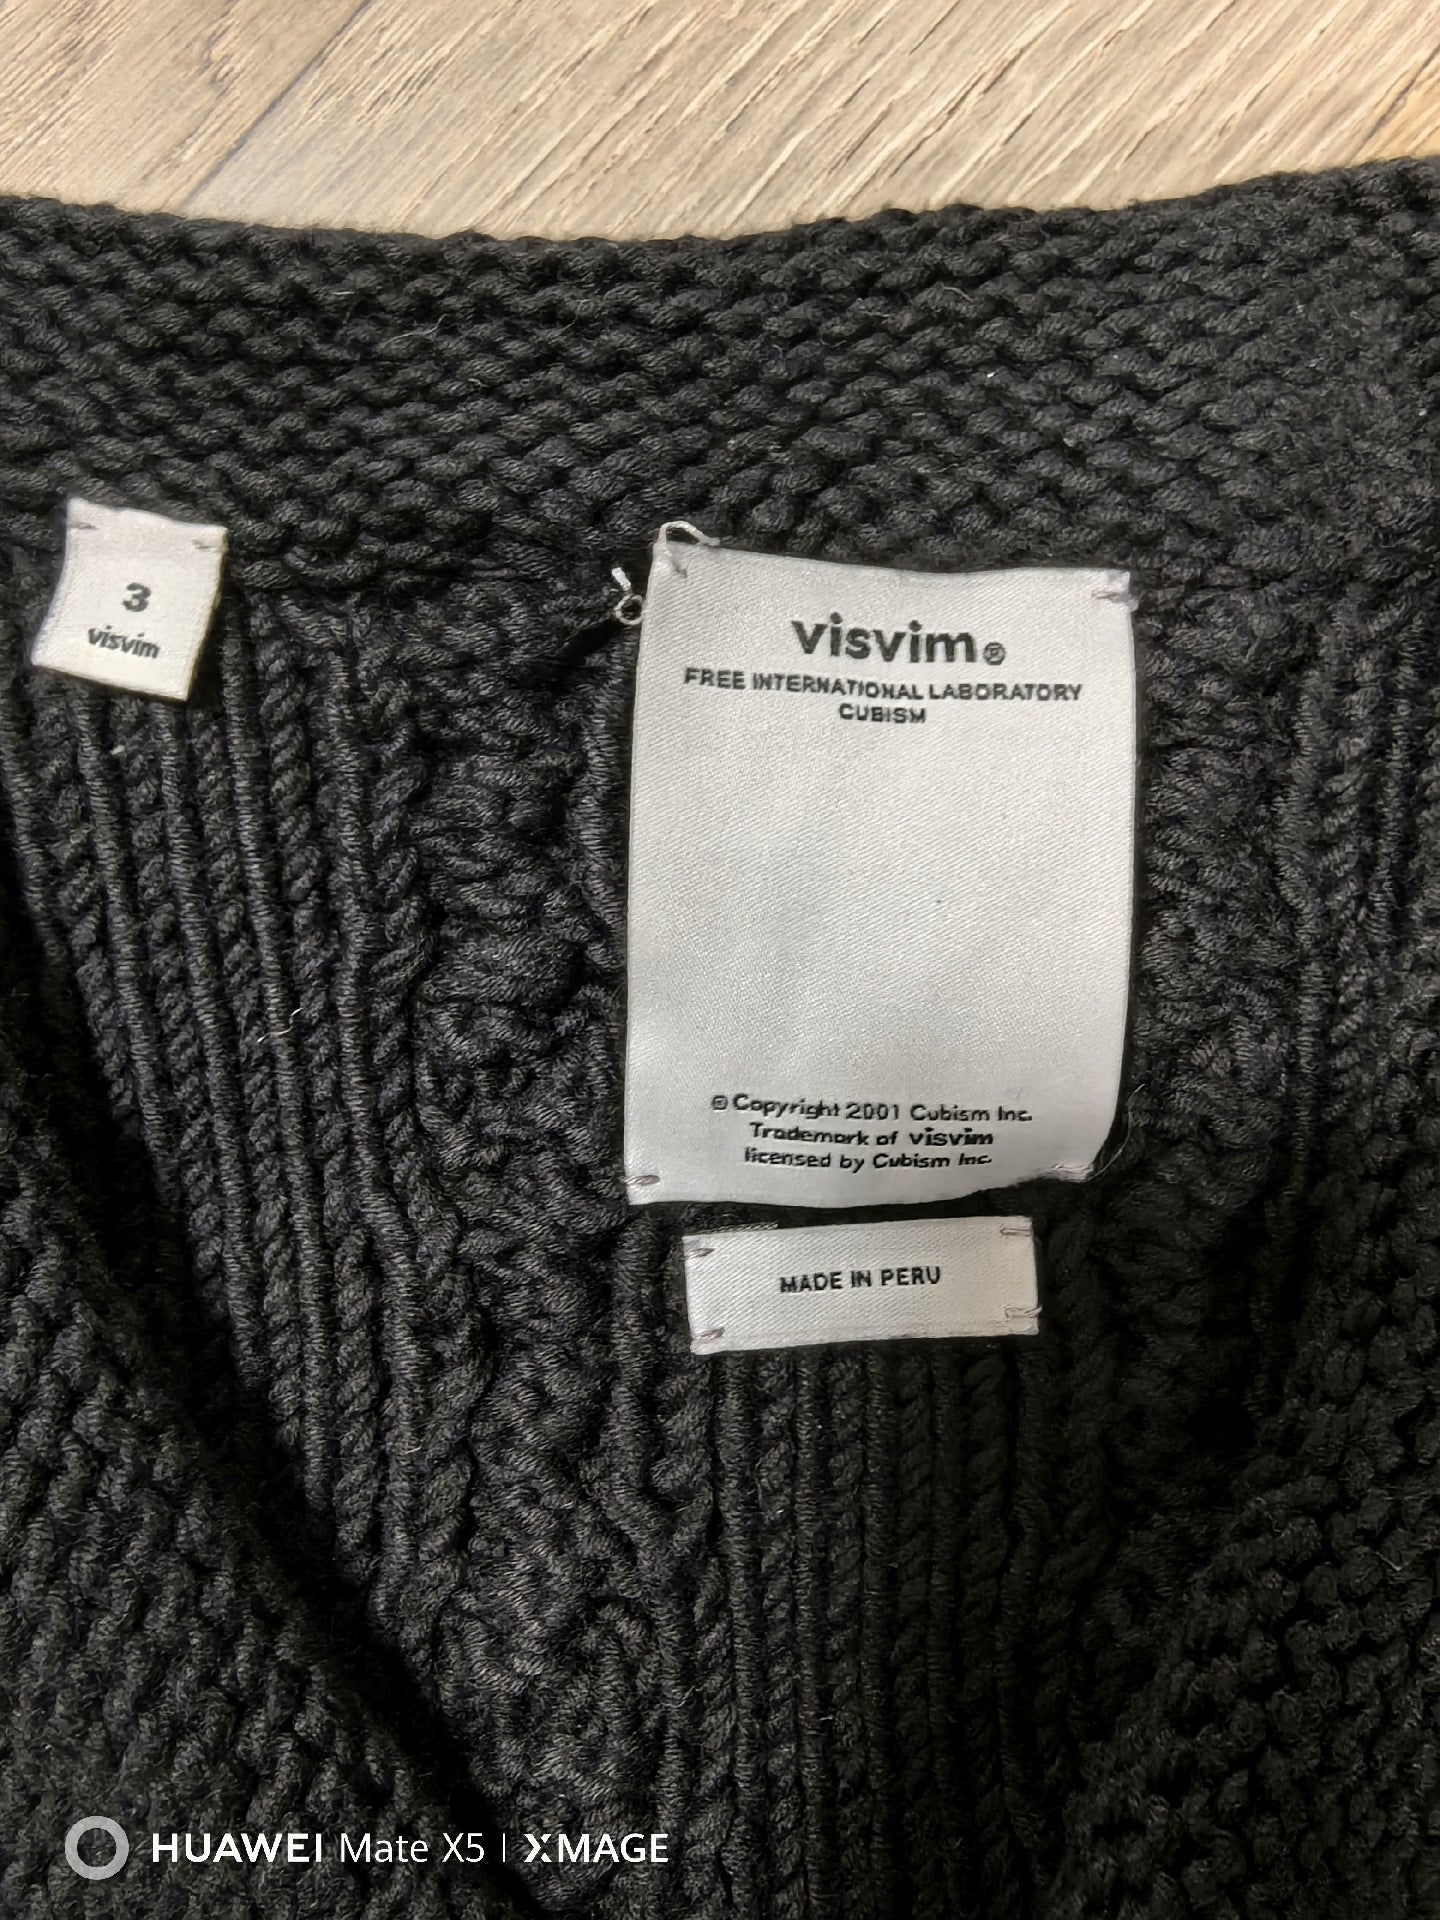 3
visvim
visvim®
FREE INTERNATIONAL LABORATORY
CUBISM
© Copyright 2001 Cubism Inc.
Trademark of visvim
licensed by Cubism Inc.
MADE IN PERU
HUAWEI Mate X5 | XMAGE